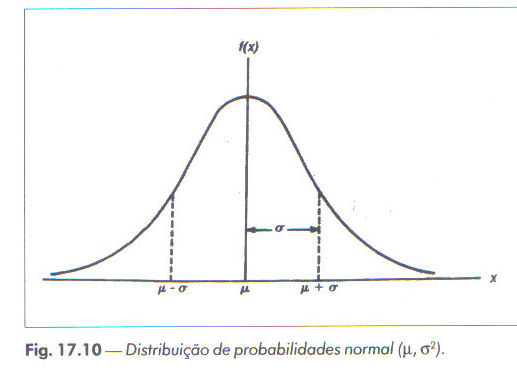 f(x)
σ
x
μ - σ
μ
μ + σ
Fig. 17.10 — Distribuição de probabilidades normal (μ, σ²).